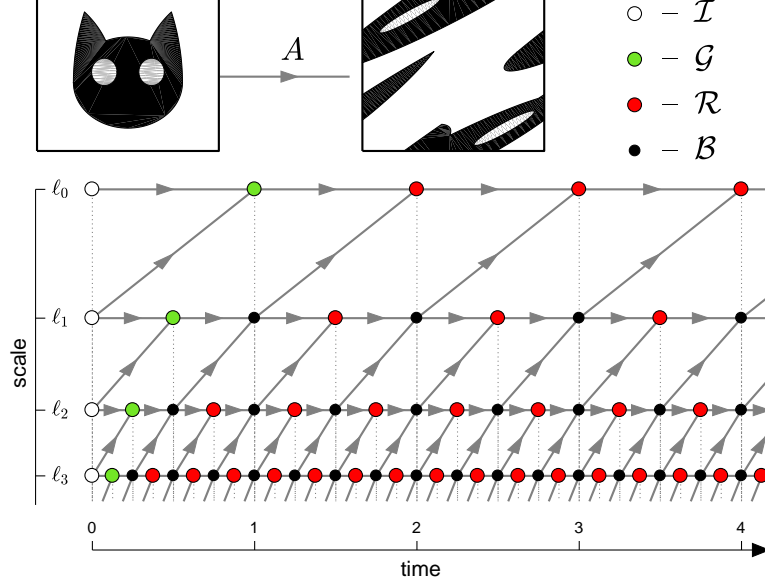 A
— ℐ
— 𝒢
— ℛ
— ℬ
ℓ₀
ℓ₁
ℓ₂
ℓ₃
scale
0 1 2 3 4
time